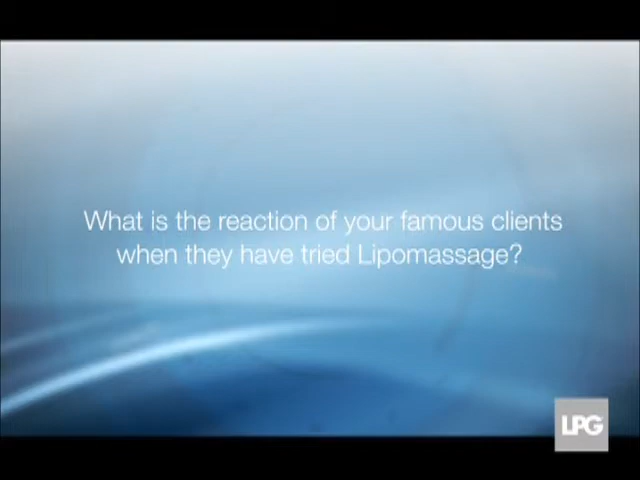 What is the reaction of your famous clients
when they have tried Lipomassage?
LPG